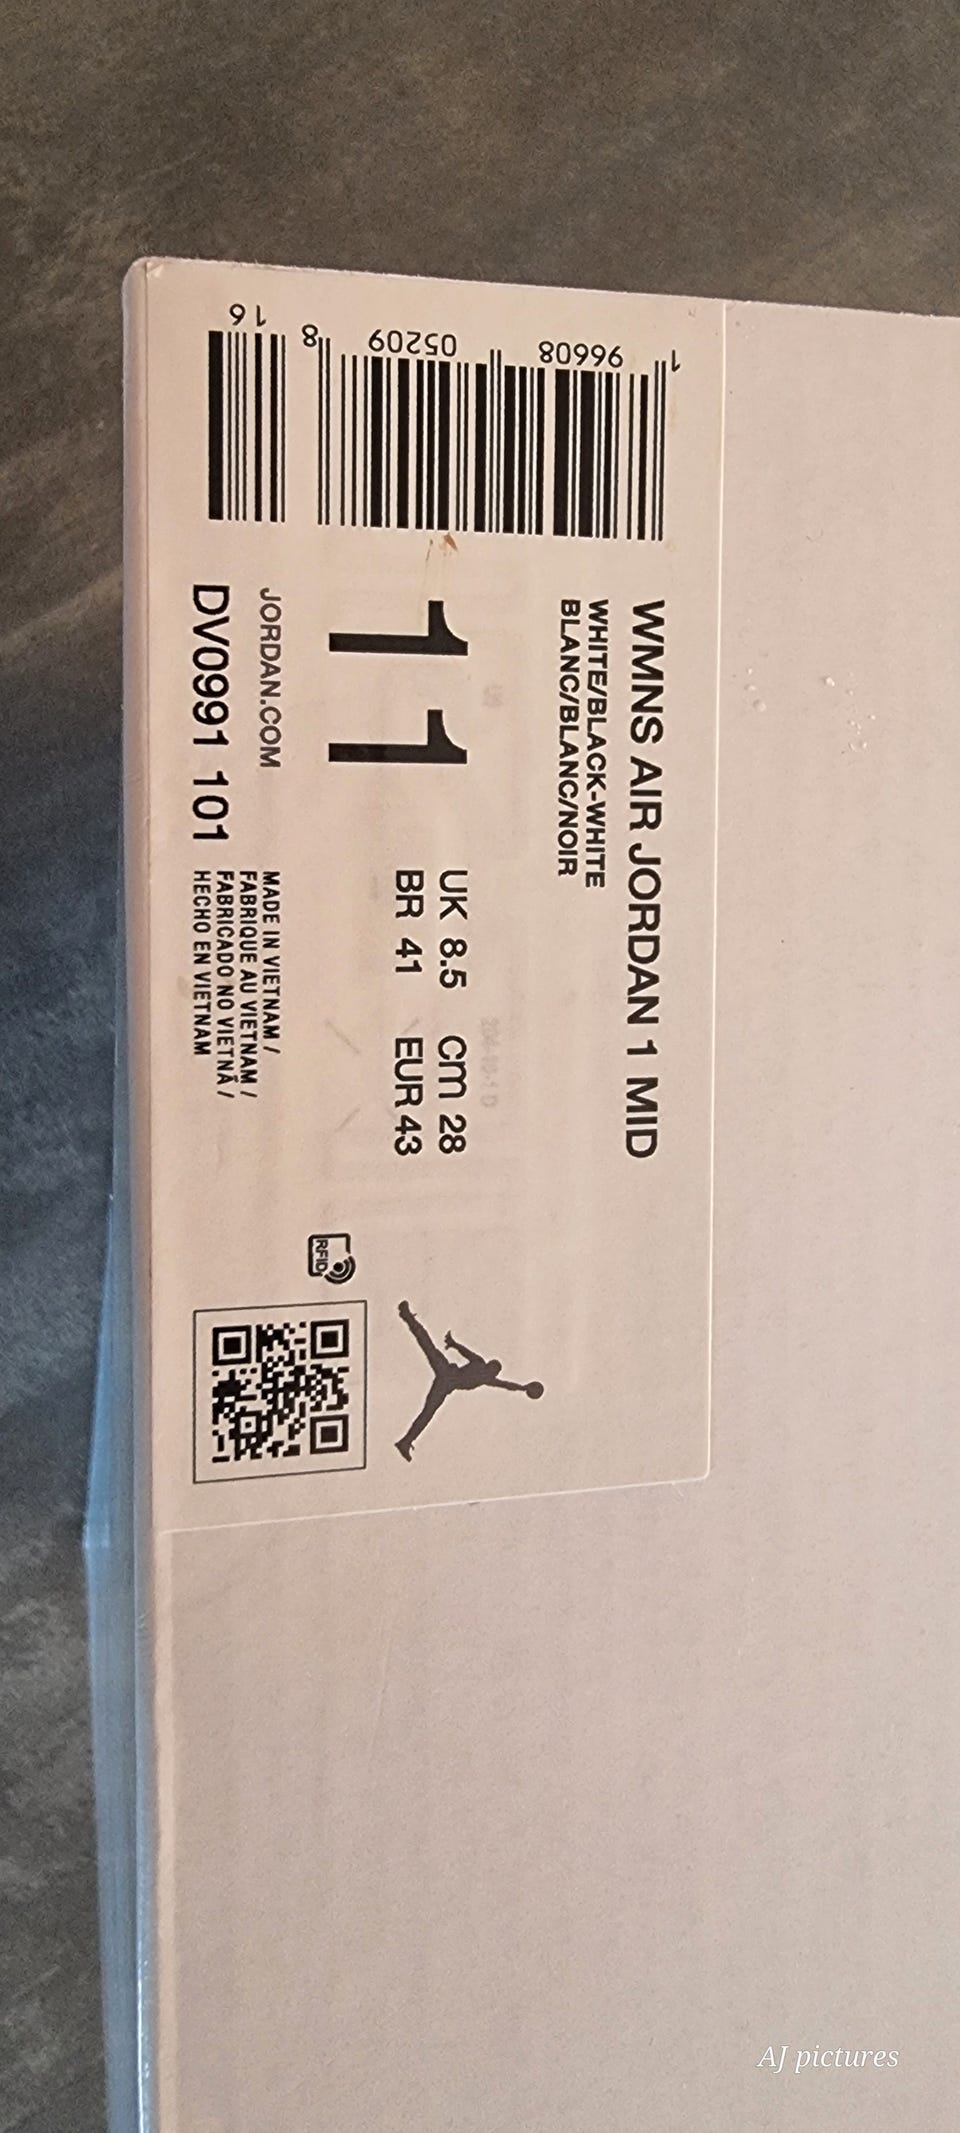 WMNS AIR JORDAN 1 MID
WHITE/BLACK-WHITE
BLANC/BLANC/NOIR
1 96608 05209 8
16
11
UK 8.5 cm 28
BR 41 EUR 43
JORDAN.COM
DV0991 101
MADE IN VIETNAM /
FABRIQUE AU VIETNAM /
FABRICADO NO VIETNÃ /
HECHO EN VIETNAM
RFID
AJ pictures